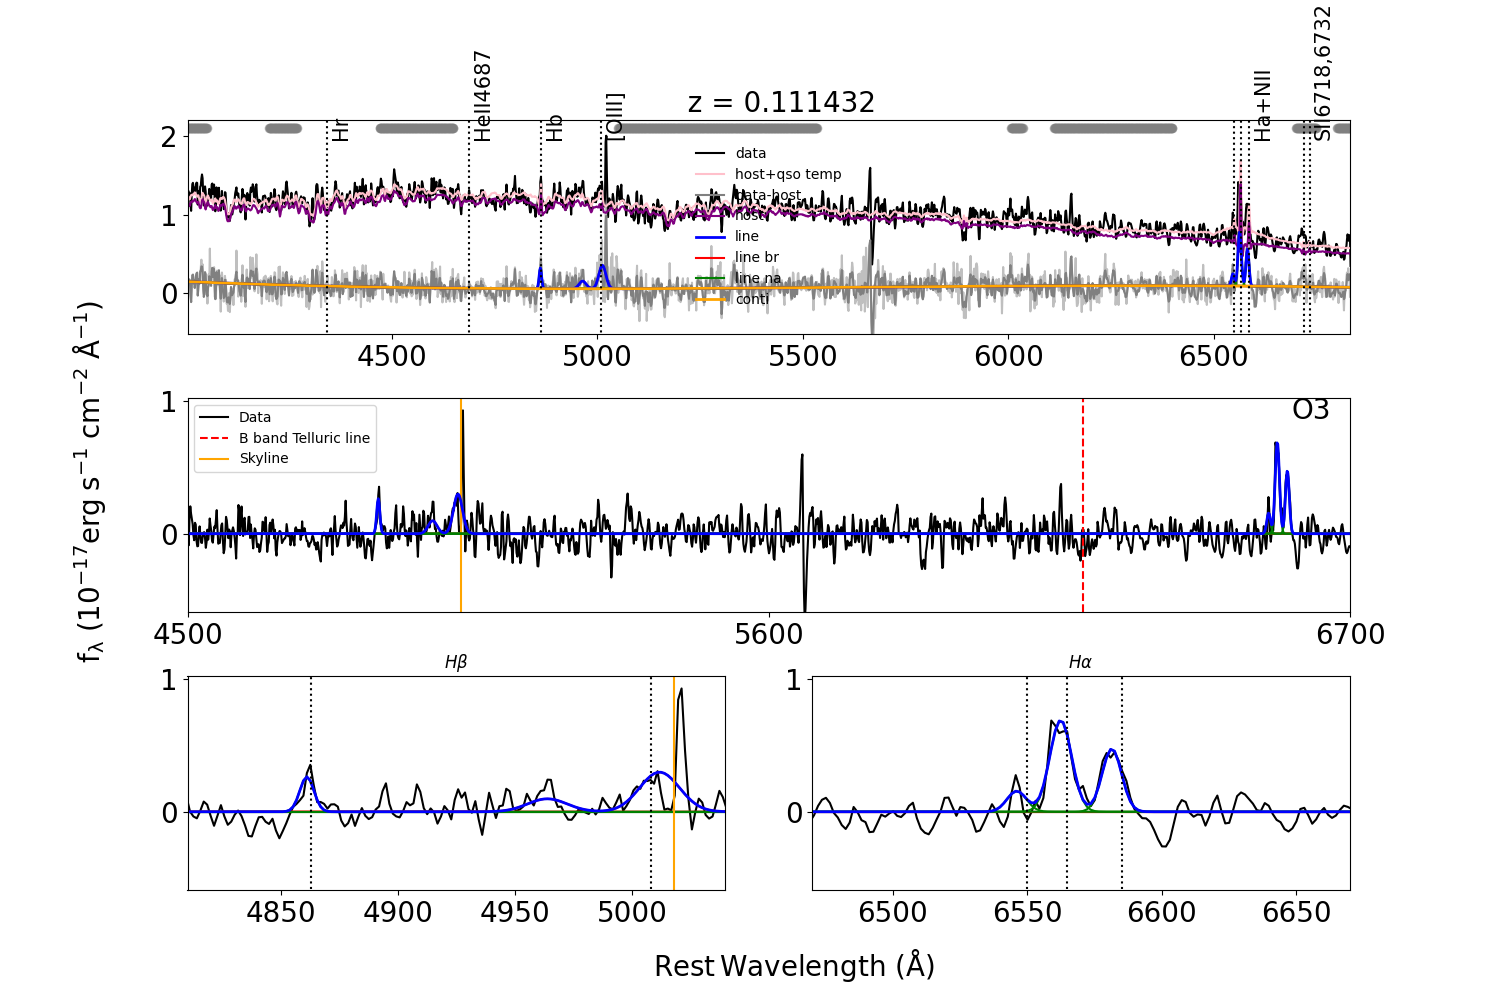 z = 0.111432
Hr
HeII4687
Hb
[OIII]
Ha+NII
SII6718,6732
data
host+qso temp
data-host
host
line
line br
line na
conti
2
1
0
4500 5000 5500 6000 6500
fλ (10⁻¹⁷erg s⁻¹ cm⁻² Å⁻¹)
O3
Data
B band Telluric line
Skyline
1
0
4500 5600 6700
Hβ
1
0
4850 4900 4950 5000
Hα
1
0
6500 6550 6600 6650
Rest Wavelength (Å)